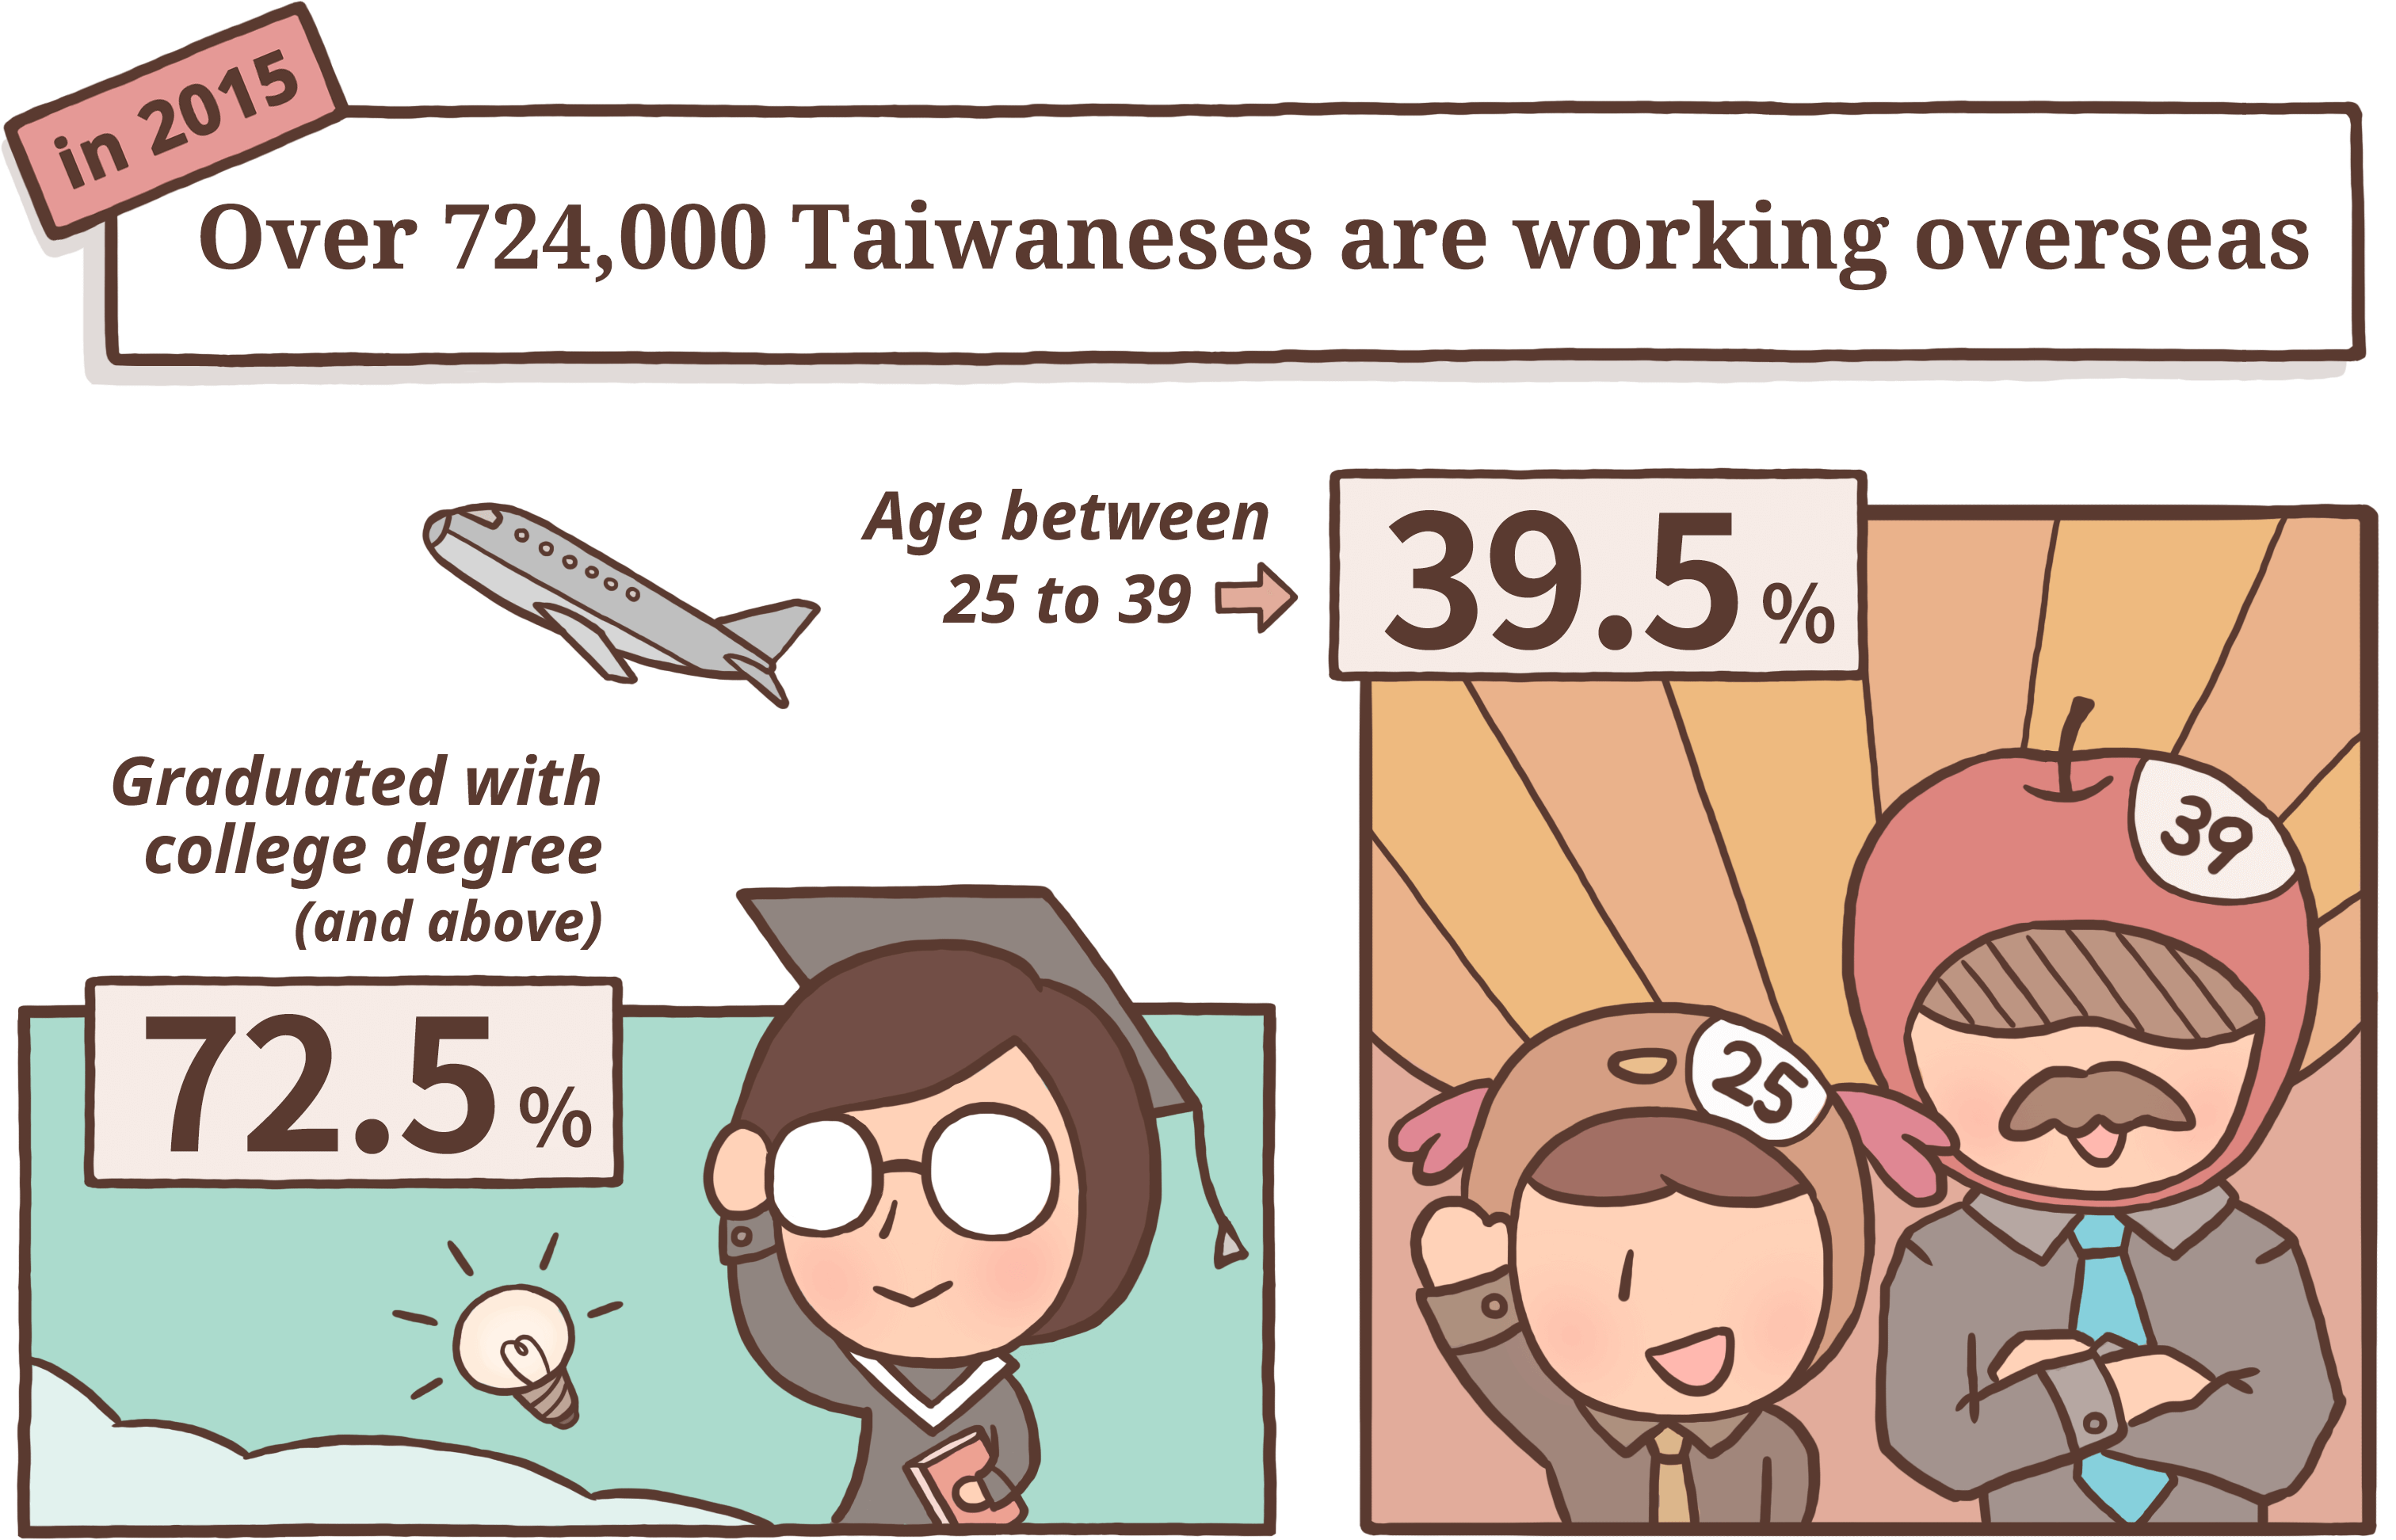 in 2015
Over 724,000 Taiwaneses are working overseas
Age between
25 to 39
39.5%
Graduated with
college degree
(and above)
72.5%
39
25